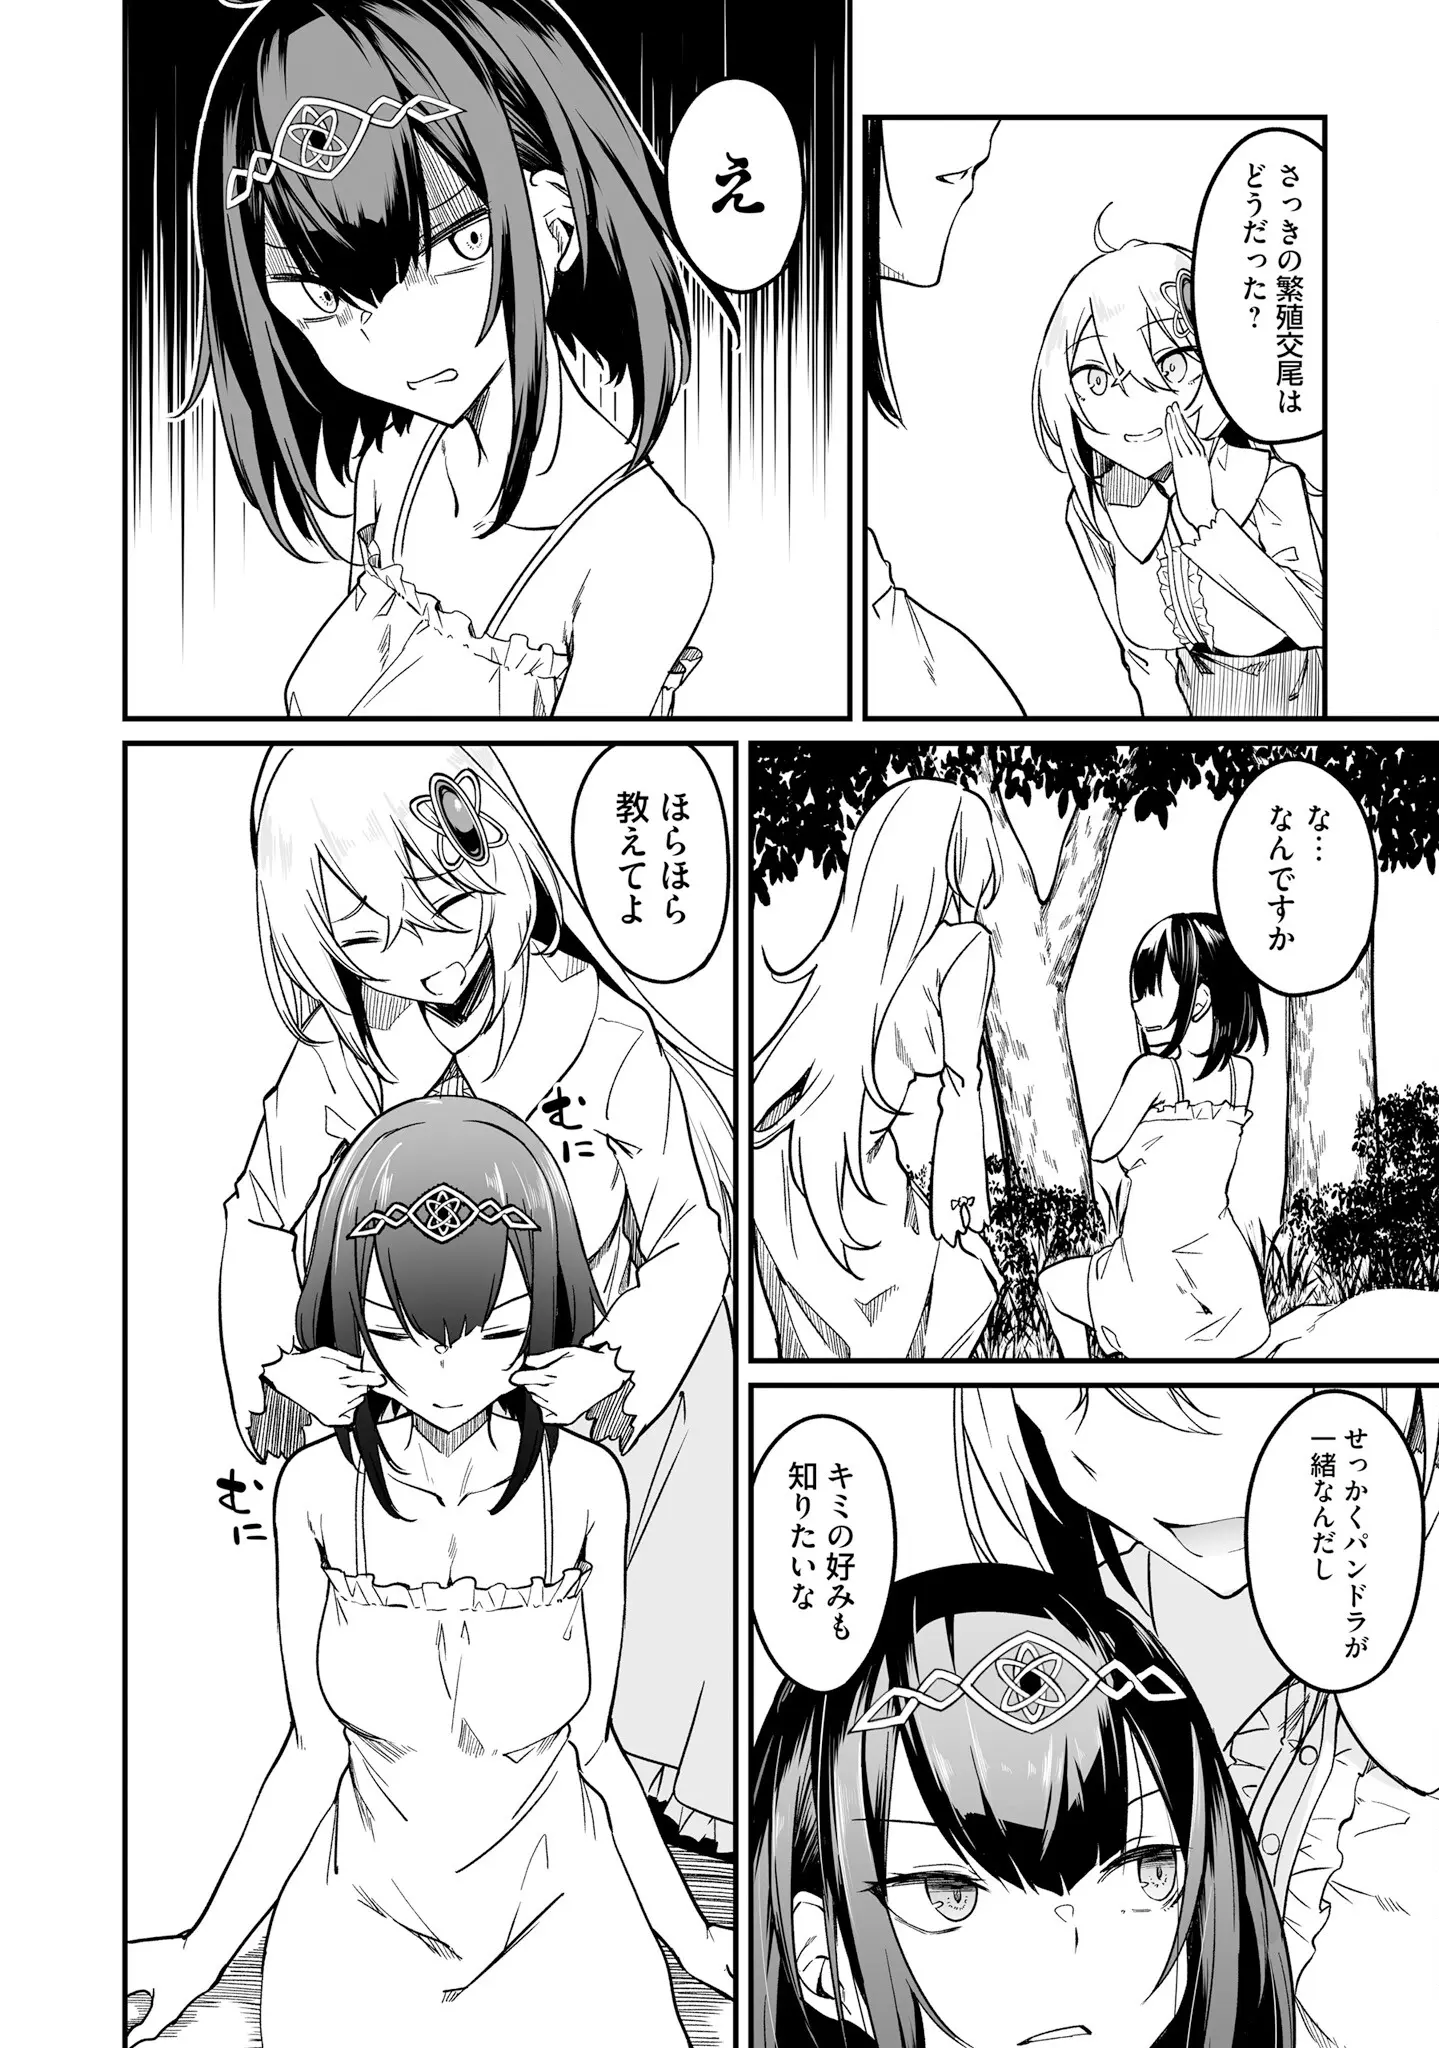 さっきの繁殖交尾は
どうだった?
え
な…
なんですか
ほらほら
教えてよ
むに
むに
せっかくパンドラが
一緒なんだし
キミの好みも
知りたいな